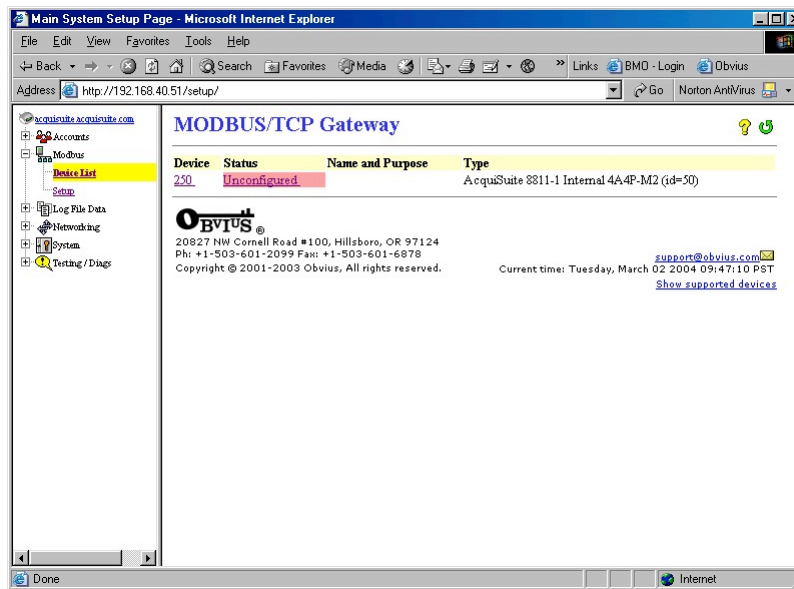 Main System Setup Page - Microsoft Internet Explorer
File Edit View Favorites Tools Help
Back Search Favorites Media » Links BMO - Login Obvius
Address http://192.168.40.51/setup/ Go Norton AntiVirus
acquisuite.acquisuite.com
Accounts
Modbus
Device List
Setup
Log File Data
Networking
System
Testing / Diags
MODBUS/TCP Gateway
Device Status Name and Purpose Type
250 Unconfigured AcquiSuite 8811-1 Internal 4A4P-M2 (id=50)
OBVIUS ®
20827 NW Cornell Road #100, Hillsboro, OR 97124
Ph: +1-503-601-2099 Fax: +1-503-601-6878
Copyright © 2001-2003 Obvius, All rights reserved.
support@obvius.com
Current time: Tuesday, March 02 2004 09:47:10 PST
Show supported devices
Done Internet